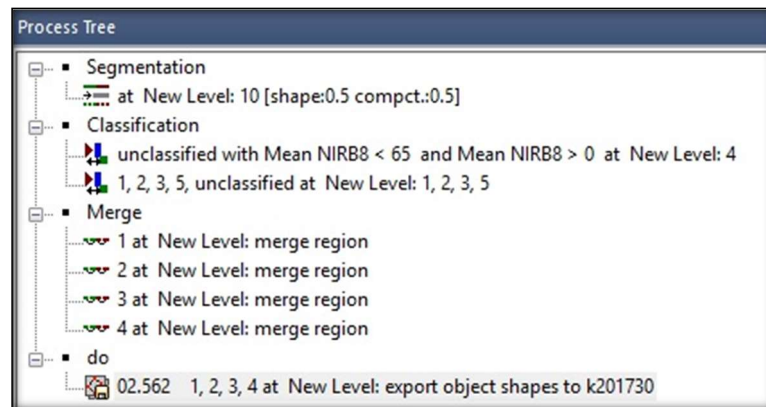 Process Tree
Segmentation
at New Level: 10 [shape:0.5 compct.:0.5]
Classification
unclassified with Mean NIRB8 < 65 and Mean NIRB8 > 0 at New Level: 4
1, 2, 3, 5, unclassified at New Level: 1, 2, 3, 5
Merge
1 at New Level: merge region
2 at New Level: merge region
3 at New Level: merge region
4 at New Level: merge region
do
02.562 1, 2, 3, 4 at New Level: export object shapes to k201730